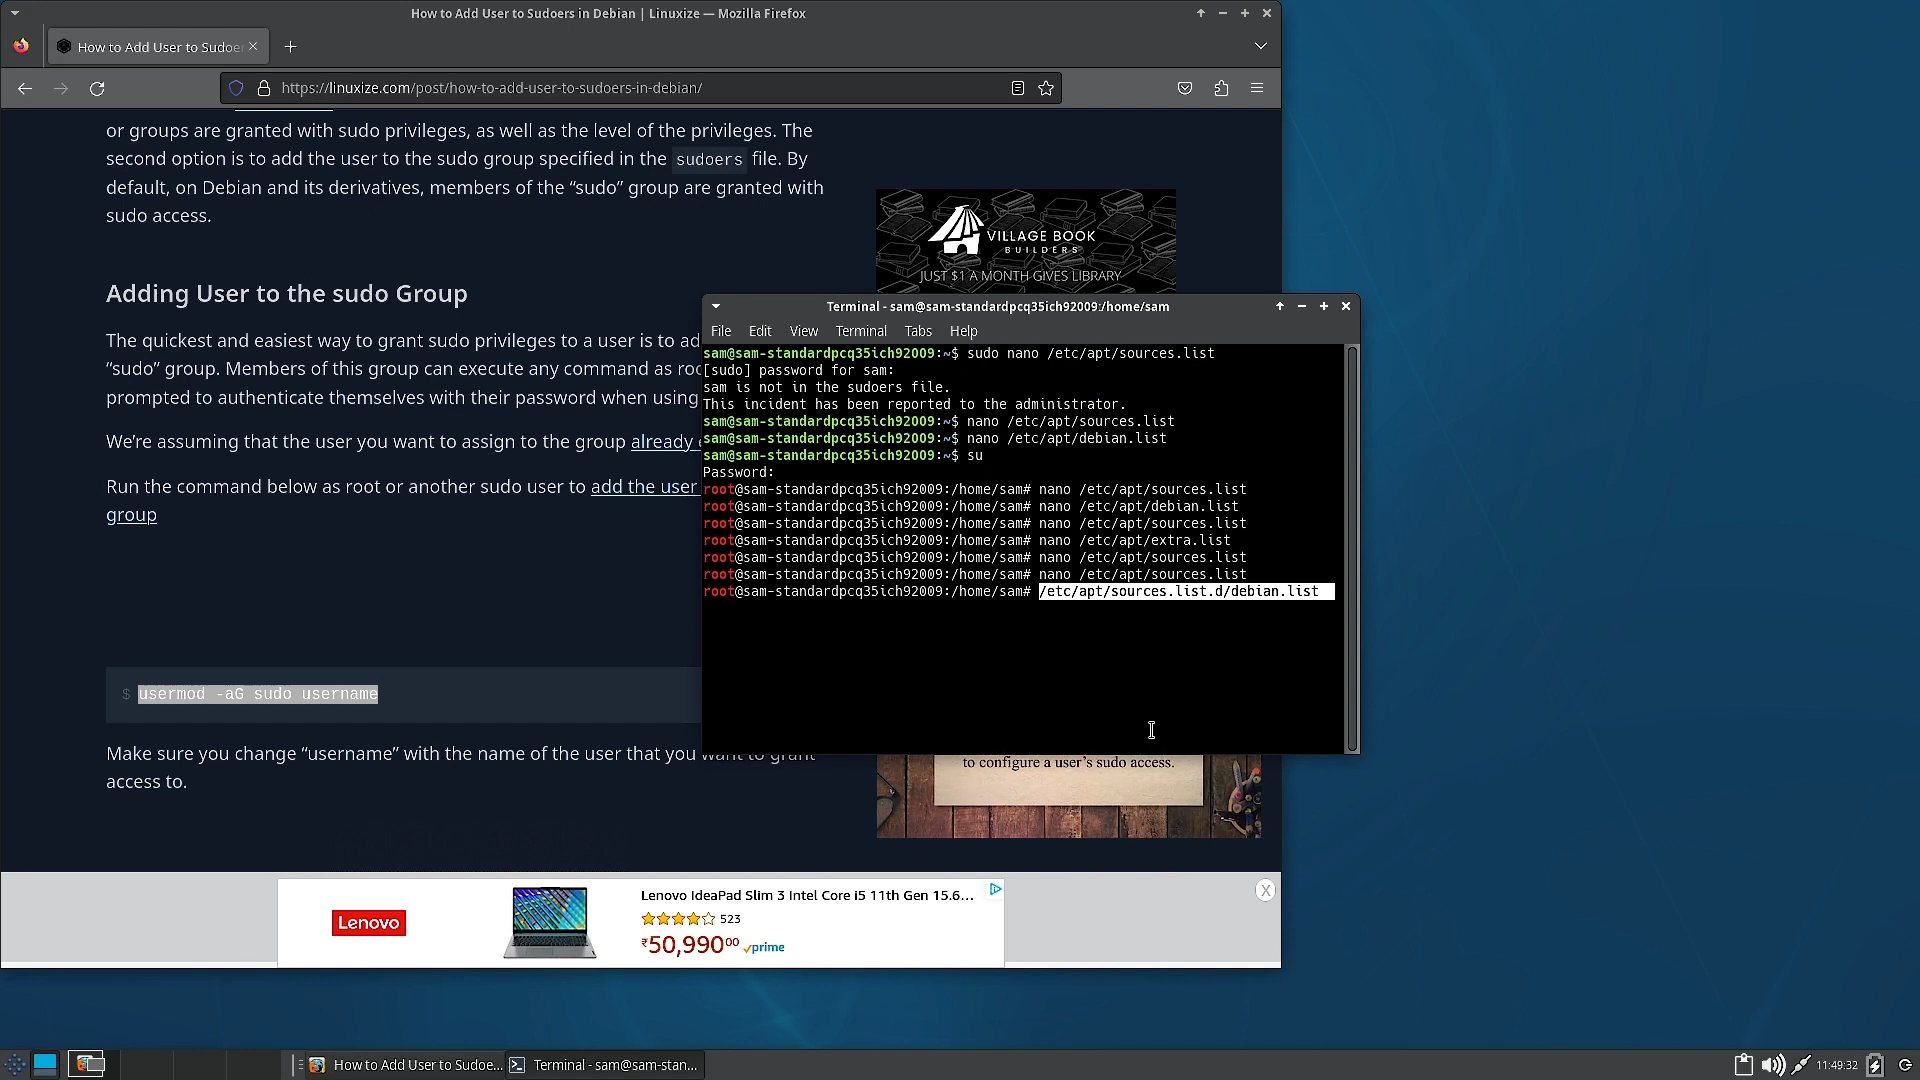 How to Add User to Sudoers in Debian | Linuxize — Mozilla Firefox
How to Add User to Sudoer
https://linuxize.com/post/how-to-add-user-to-sudoers-in-debian/
or groups are granted with sudo privileges, as well as the level of the privileges. The
second option is to add the user to the sudo group specified in the sudoers file. By
default, on Debian and its derivatives, members of the “sudo” group are granted with
sudo access.
VILLAGE BOOK
BUILDERS
JUST $1 A MONTH GIVES LIBRARY
Adding User to the sudo Group
The quickest and easiest way to grant sudo privileges to a user is to ad
“sudo” group. Members of this group can execute any command as roo
prompted to authenticate themselves with their password when using
We’re assuming that the user you want to assign to the group already e
Run the command below as root or another sudo user to add the user
group
$ usermod -aG sudo username
Make sure you change “username” with the name of the user that you want to grant
access to.
Terminal - sam@sam-standardpcq35ich92009:/home/sam
File Edit View Terminal Tabs Help
sam@sam-standardpcq35ich92009:~$ sudo nano /etc/apt/sources.list
[sudo] password for sam:
sam is not in the sudoers file.
This incident has been reported to the administrator.
sam@sam-standardpcq35ich92009:~$ nano /etc/apt/sources.list
sam@sam-standardpcq35ich92009:~$ nano /etc/apt/debian.list
sam@sam-standardpcq35ich92009:~$ su
Password:
root@sam-standardpcq35ich92009:/home/sam# nano /etc/apt/sources.list
root@sam-standardpcq35ich92009:/home/sam# nano /etc/apt/debian.list
root@sam-standardpcq35ich92009:/home/sam# nano /etc/apt/sources.list
root@sam-standardpcq35ich92009:/home/sam# nano /etc/apt/extra.list
root@sam-standardpcq35ich92009:/home/sam# nano /etc/apt/sources.list
root@sam-standardpcq35ich92009:/home/sam# nano /etc/apt/sources.list
root@sam-standardpcq35ich92009:/home/sam# /etc/apt/sources.list.d/debian.list
to configure a user’s sudo access.
Lenovo
Lenovo IdeaPad Slim 3 Intel Core i5 11th Gen 15.6...
523
₹50,990⁰⁰ prime
X
How to Add User to Sudoe...
Terminal - sam@sam-stan...
11:49:32